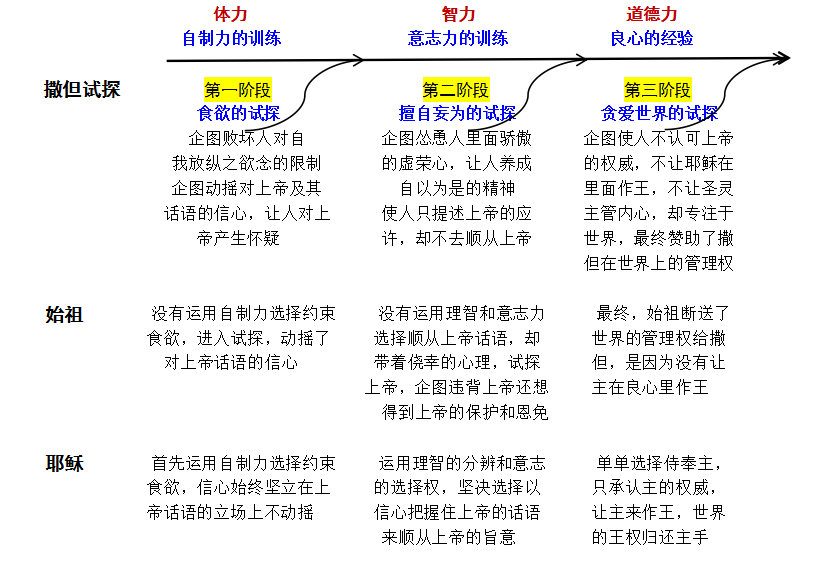 体力
智力
道德力
自制力的训练
意志力的训练
良心的经验
撒但试探
第一阶段
食欲的试探
企图败坏人对自
我放纵之欲念的限制
企图动摇对上帝及其
话语的信心，让人对上
帝产生怀疑
第二阶段
擅自妄为的试探
企图怂恿人里面骄傲
的虚荣心，让人养成
自以为是的精神
使人只提述上帝的应
许，却不去顺从上帝
第三阶段
贪爱世界的试探
企图使人不认可上帝
的权威，不让耶稣在
里面作王，不让圣灵
主管内心，却专注于
世界，最终赞助了撒
但在世界上的管理权
始祖
没有运用自制力选择约束
食欲，进入试探，动摇了
对上帝话语的信心
没有运用理智和意志力
选择顺从上帝话语，却
带着侥幸的心理，试探
上帝，企图违背上帝还想
得到上帝的保护和恩免
最终，始祖断送了
世界的管理权给撒
但，是因为没有让
主在良心里作王
耶稣
首先运用自制力选择约束
食欲，信心始终坚立在上
帝话语的立场上不动摇
运用理智的分辨和意志
的选择权，坚决选择以
信心把握住上帝的话语
来顺从上帝的旨意
单单选择侍奉主，
只承认主的权威，
让主来作王，世界
的王权归还主手